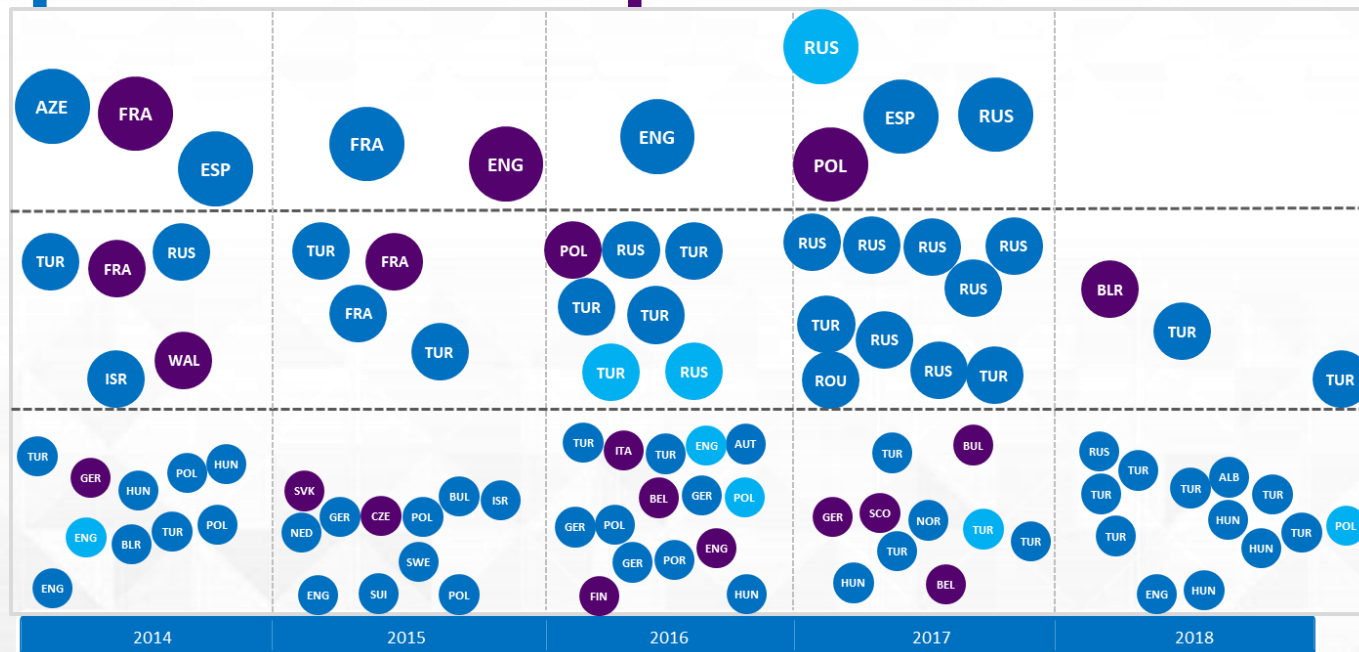 RUS
AZE FRA ESP
FRA ENG
ENG
POL ESP RUS
TUR FRA RUS
ISR WAL
TUR FRA
FRA
TUR
POL RUS TUR
TUR TUR
TUR RUS
RUS RUS RUS RUS
RUS
TUR RUS
ROU RUS TUR
BLR
TUR
TUR
TUR GER HUN POL HUN
ENG BLR TUR POL
ENG
SVK
NED GER CZE POL BUL ISR
SWE
ENG SUI POL
TUR ITA TUR ENG AUT
BEL GER POL
GER POL
GER POR ENG
FIN HUN
TUR BUL
GER SCO NOR TUR TUR
TUR
HUN BEL
RUS TUR
TUR TUR ALB TUR
TUR HUN TUR POL
HUN
ENG HUN
2014 2015 2016 2017 2018